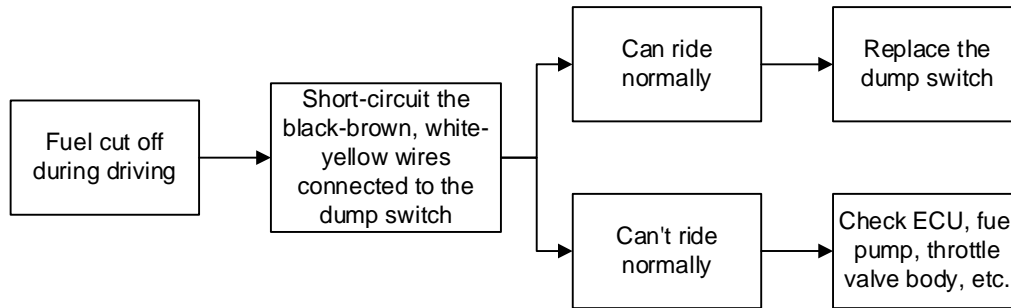 Fuel cut off
during driving
Short-circuit the
black-brown, white-
yellow wires
connected to the
dump switch
Can ride
normally
Replace the
dump switch
Can't ride
normally
Check ECU, fuel
pump, throttle
valve body, etc.